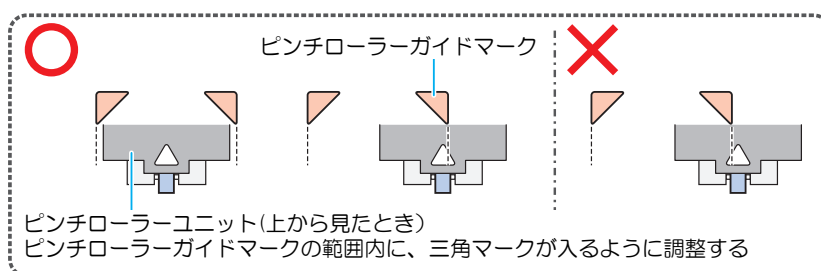 ピンチローラーガイドマーク
ピンチローラーユニット(上から見たとき)
ピンチローラーガイドマークの範囲内に、三角マークが入るように調整する